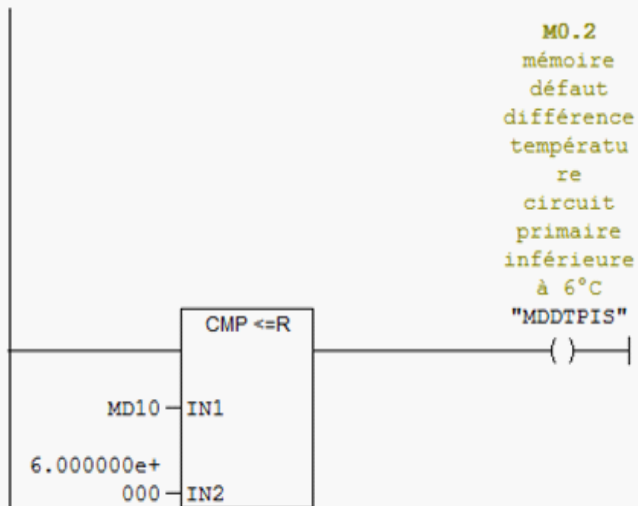 M0.2
mémoire
défaut
différence
températu
re
circuit
primaire
inférieure
à 6°C
"MDDTPIS"
CMP <=R
MD10
IN1
6.000000e+
000
IN2